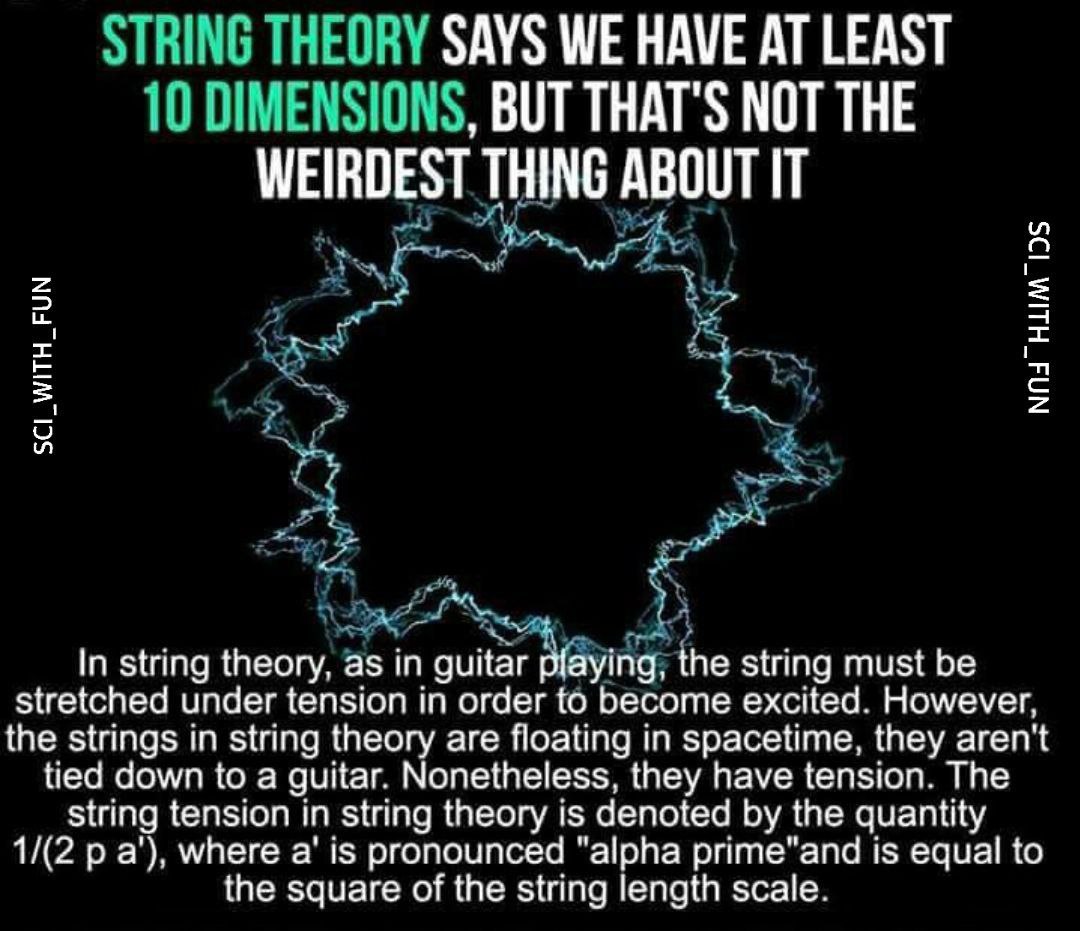 STRING THEORY SAYS WE HAVE AT LEAST
10 DIMENSIONS, BUT THAT'S NOT THE
WEIRDEST THING ABOUT IT
SCI_WITH_FUN
SCI_WITH_FUN
In string theory, as in guitar playing, the string must be
stretched under tension in order to become excited. However,
the strings in string theory are floating in spacetime, they aren't
tied down to a guitar. Nonetheless, they have tension. The
string tension in string theory is denoted by the quantity
1/(2 p a'), where a' is pronounced "alpha prime"and is equal to
the square of the string length scale.